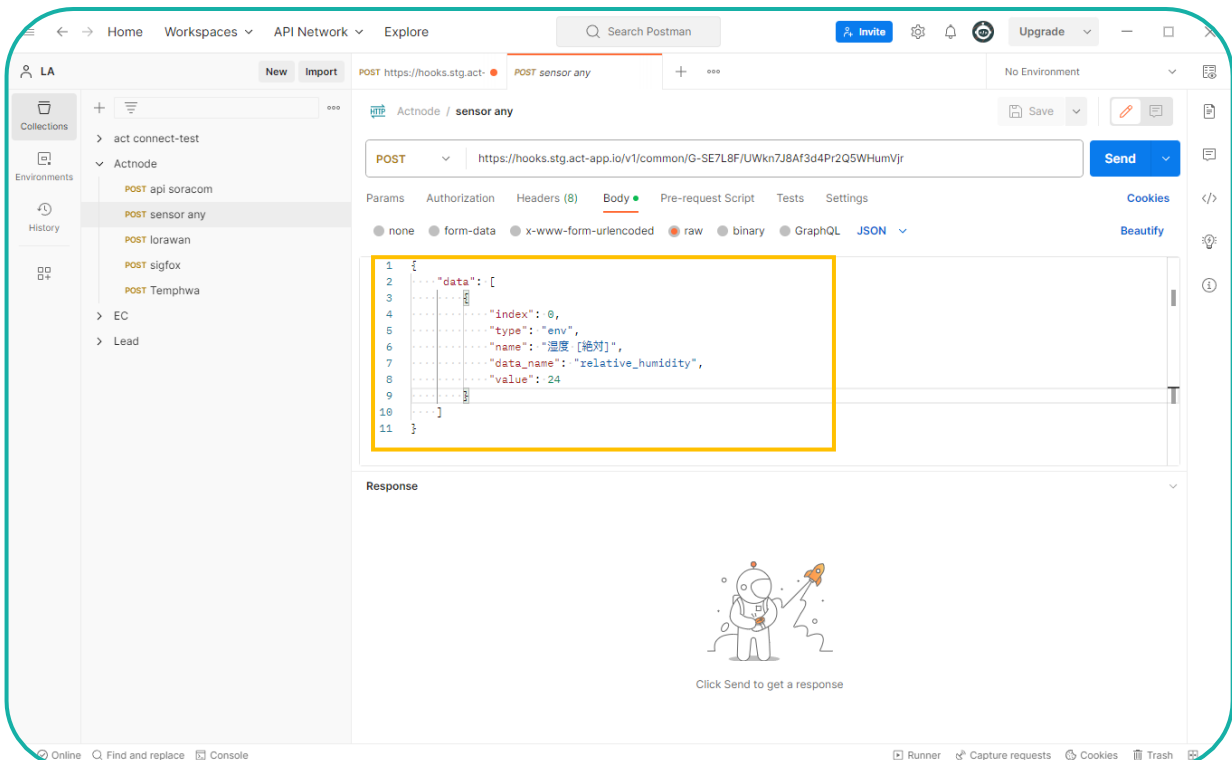 Home Workspaces API Network Explore Search Postman Invite Upgrade
LA New Import POST https://hooks.stg.act- POST sensor any No Environment
Collections
Environments
History
act connect-test
Actnode
POST api soracom
POST sensor any
POST lorawan
POST sigfox
POST Temphwa
EC
Lead
HTTP Actnode / sensor any Save
POST https://hooks.stg.act-app.io/v1/common/G-SE7L8F/UWkn7J8Af3d4Pr2Q5WHumVjr Send
Params Authorization Headers (8) Body Pre-request Script Tests Settings Cookies
none form-data x-www-form-urlencoded raw binary GraphQL JSON Beautify
1 {
2 "data": [
3 {
4 "index": 0,
5 "type": "env",
6 "name": "湿度 [絶対]",
7 "data_name": "relative_humidity",
8 "value": 24
9 }
10 ]
11 }
Response
Click Send to get a response
Online Find and replace Console Runner Capture requests Cookies Trash